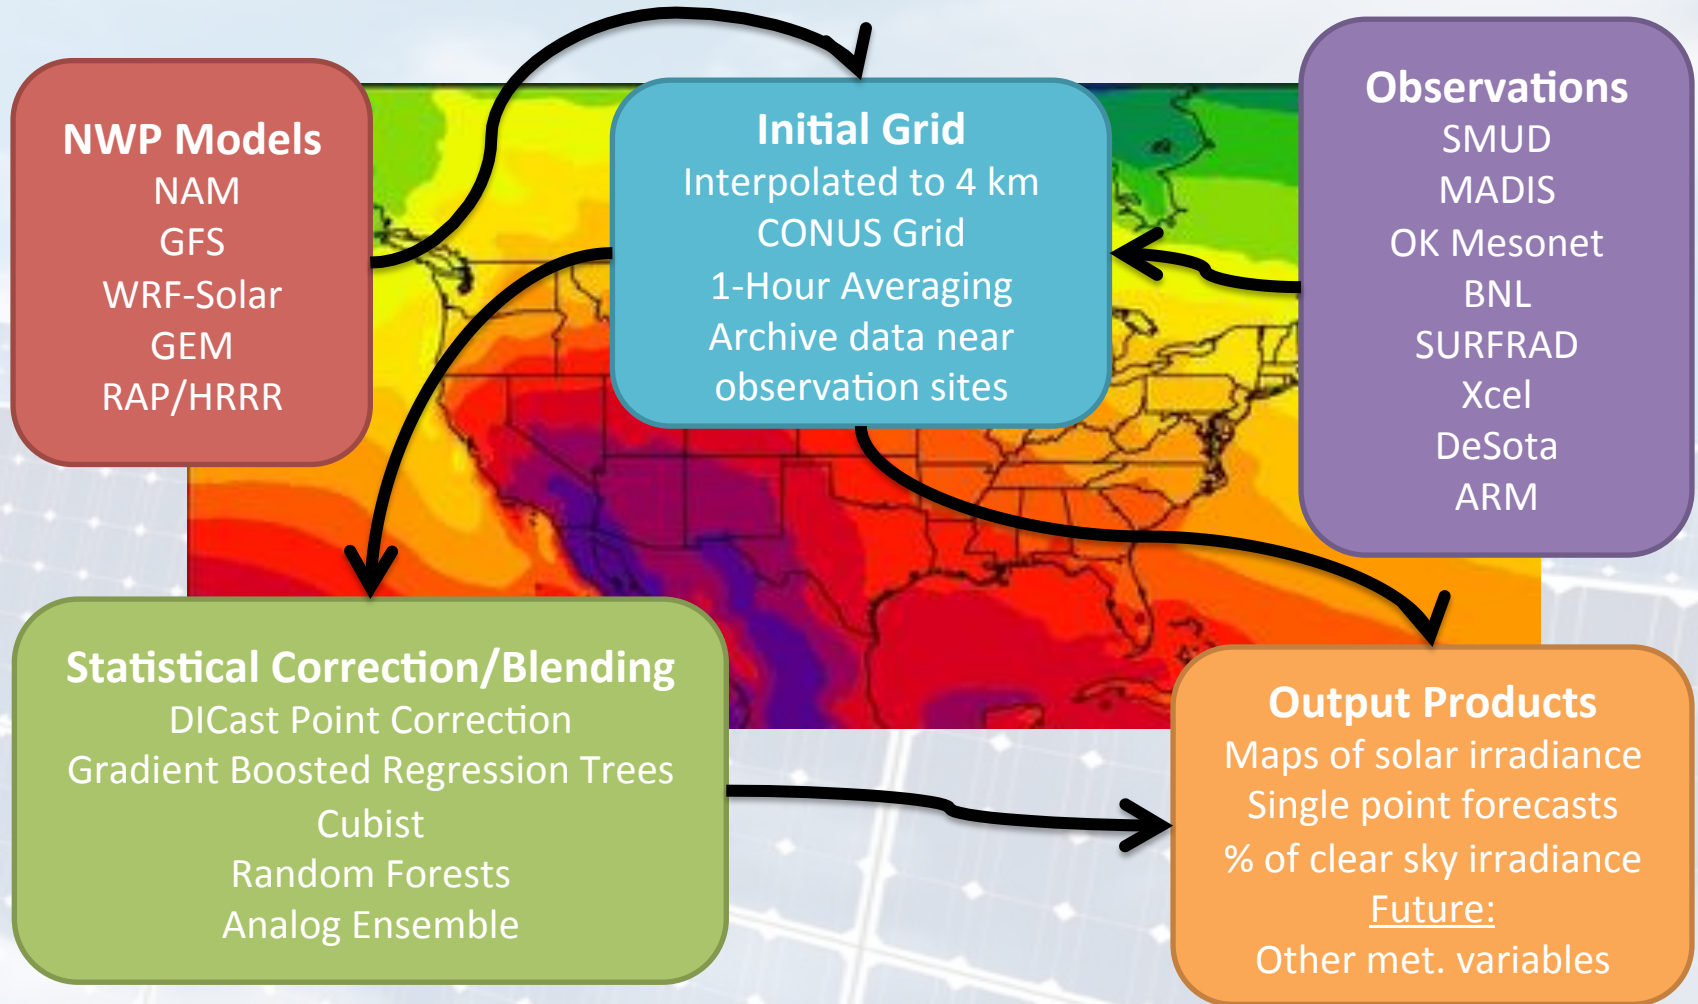 NWP Models
NAM
GFS
WRF-Solar
GEM
RAP/HRRR
Initial Grid
Interpolated to 4 km
CONUS Grid
1-Hour Averaging
Archive data near
observation sites
Observations
SMUD
MADIS
OK Mesonet
BNL
SURFRAD
Xcel
DeSota
ARM
Statistical Correction/Blending
DICast Point Correction
Gradient Boosted Regression Trees
Cubist
Random Forests
Analog Ensemble
Output Products
Maps of solar irradiance
Single point forecasts
% of clear sky irradiance
Future:
Other met. variables